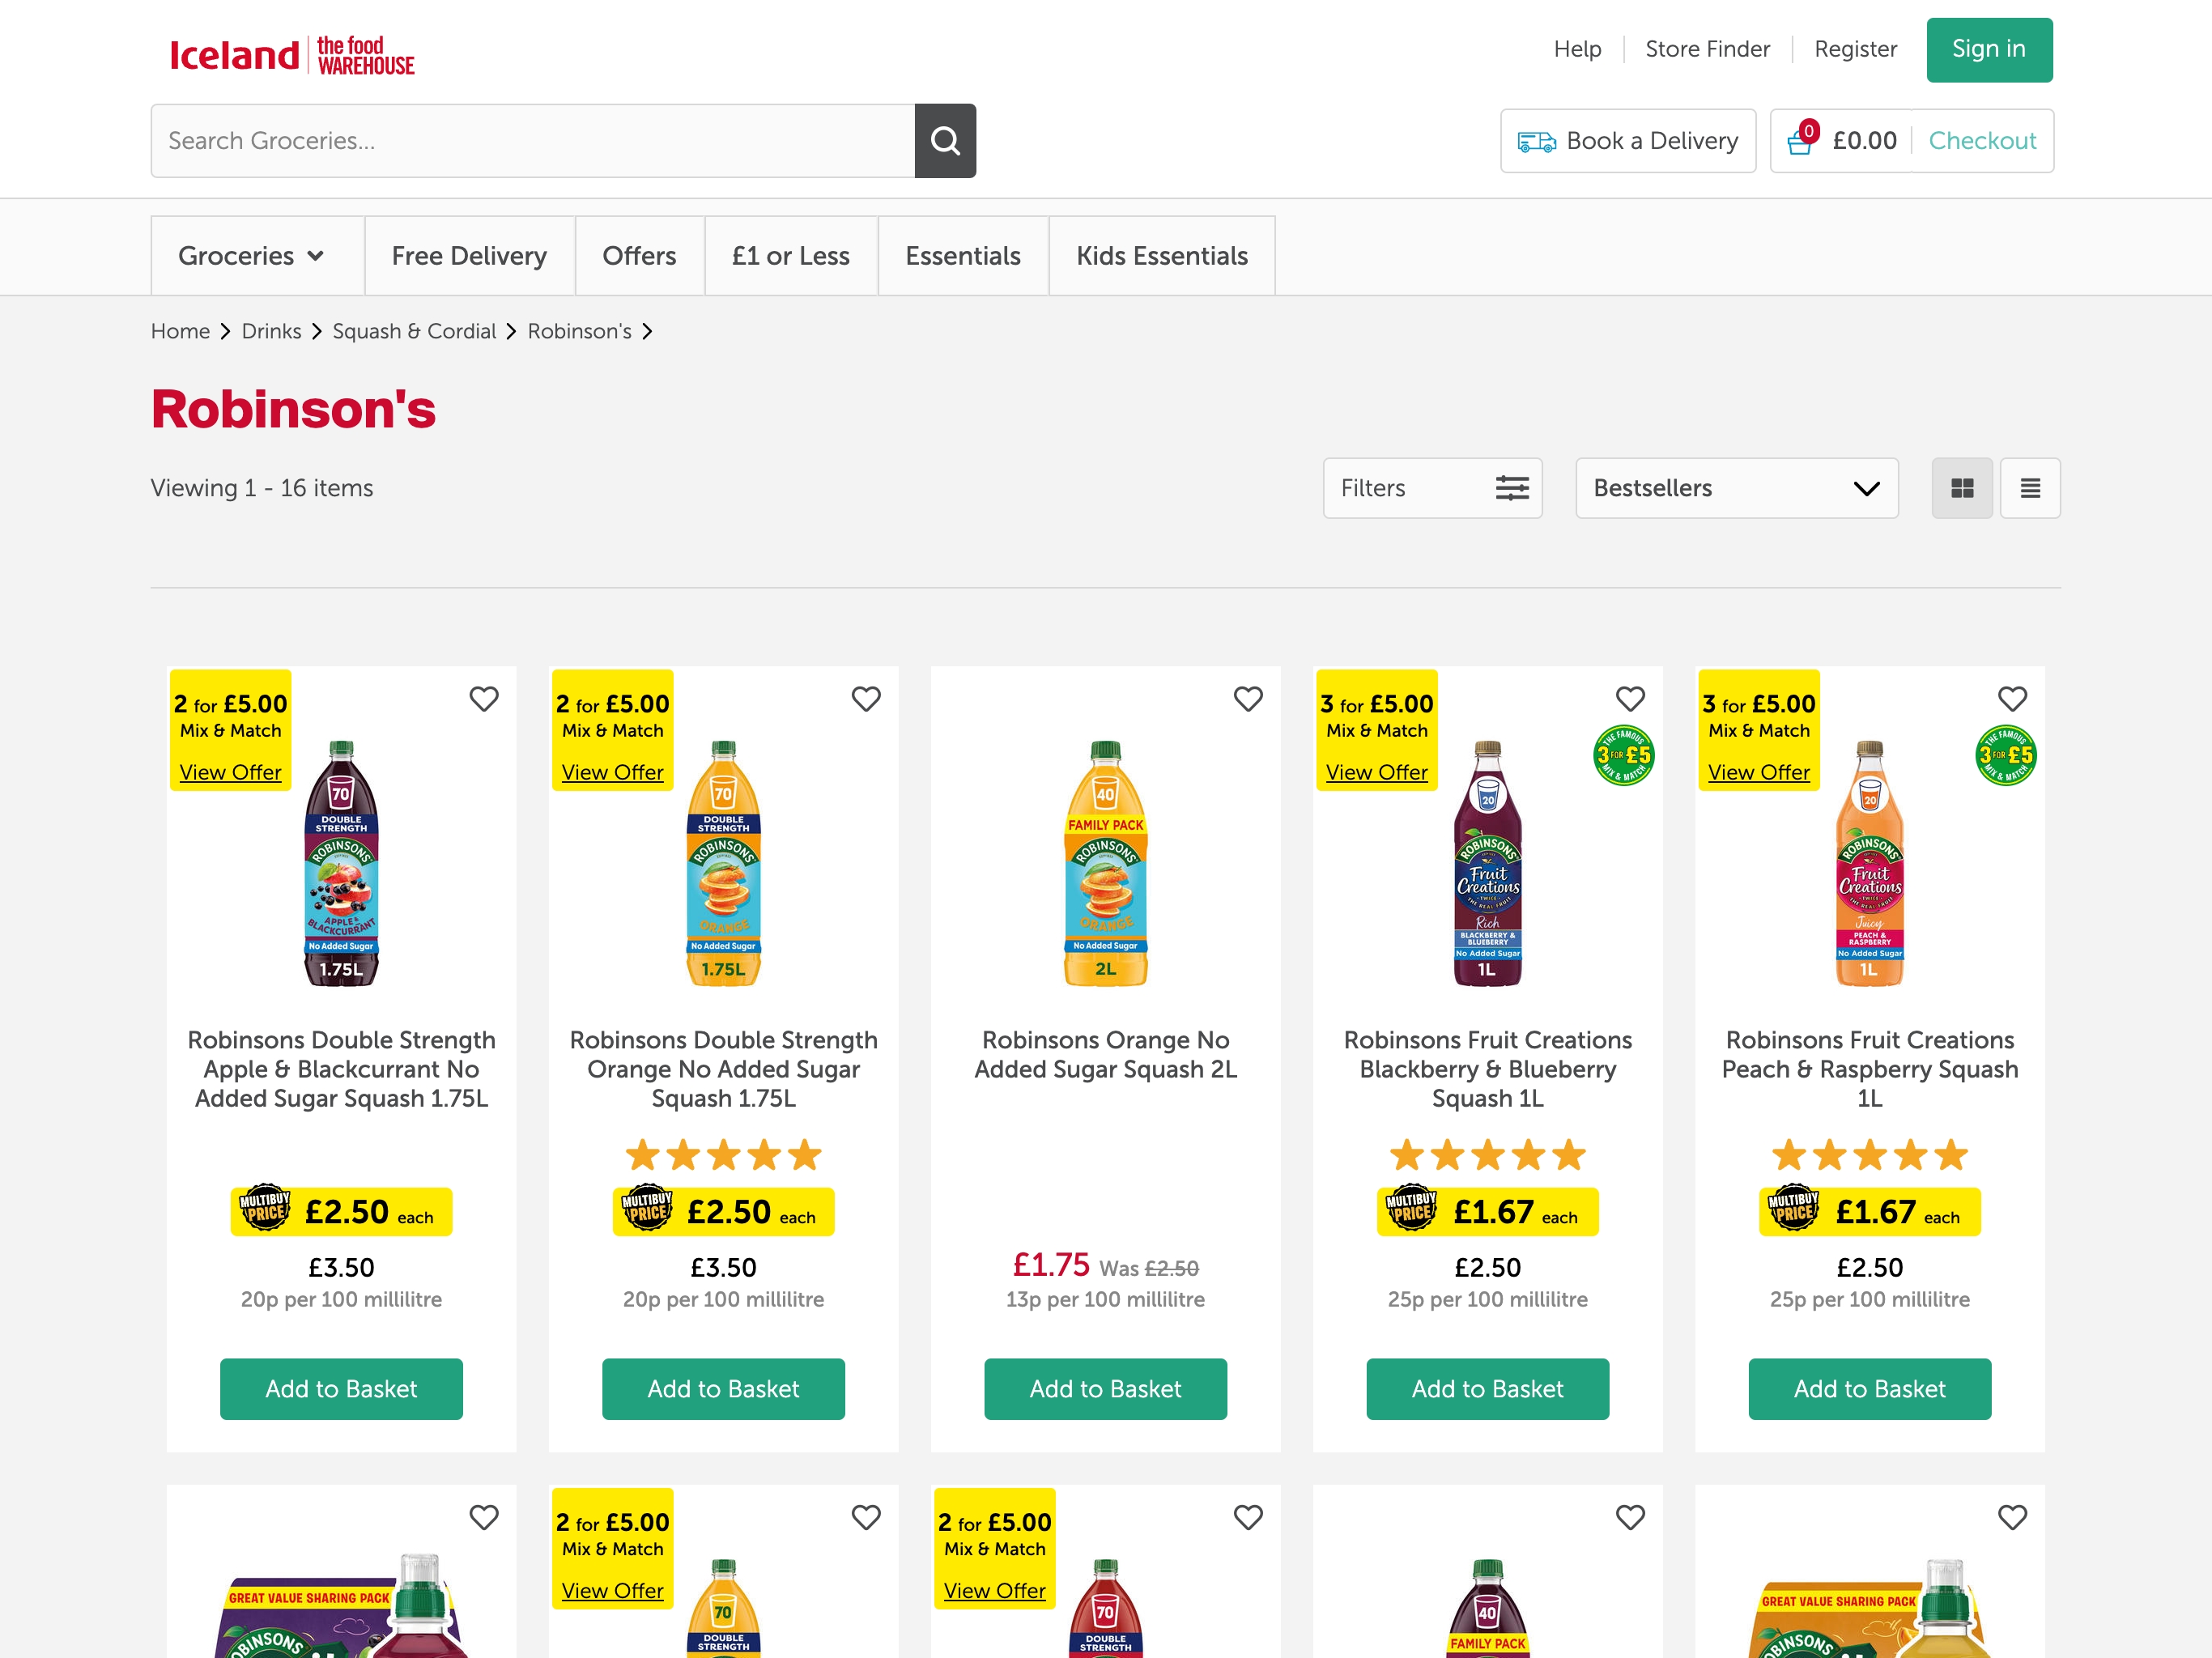 Iceland the food WAREHOUSE
Help
Store Finder
Register
Sign in
Search Groceries...
Book a Delivery
0
£0.00
Checkout
Groceries
Free Delivery
Offers
£1 or Less
Essentials
Kids Essentials
Home
Drinks
Squash & Cordial
Robinson's
Robinson's
Viewing 1 - 16 items
Filters
Bestsellers
2 for £5.00
Mix & Match
View Offer
70
DOUBLE
STRENGTH
ROBINSONS
APPLE &
BLACKCURRANT
No Added Sugar
1.75L
Robinsons Double Strength
Apple & Blackcurrant No
Added Sugar Squash 1.75L
MULTIBUY
PRICE
£2.50 each
£3.50
20p per 100 millilitre
Add to Basket
2 for £5.00
Mix & Match
View Offer
70
DOUBLE
STRENGTH
ROBINSONS
ORANGE
No Added Sugar
1.75L
Robinsons Double Strength
Orange No Added Sugar
Squash 1.75L
MULTIBUY
PRICE
£2.50 each
£3.50
20p per 100 millilitre
Add to Basket
40
FAMILY PACK
ROBINSONS
ORANGE
No Added Sugar
2L
Robinsons Orange No
Added Sugar Squash 2L
£1.75 Was £2.50
13p per 100 millilitre
Add to Basket
3 for £5.00
Mix & Match
View Offer
THE FAMOUS
3 FOR £5
MIX & MATCH
20
ROBINSONS
Fruit
Creations
TWICE
THE REAL FRUIT
Rich
BLACKBERRY &
BLUEBERRY
No Added Sugar
1L
Robinsons Fruit Creations
Blackberry & Blueberry
Squash 1L
MULTIBUY
PRICE
£1.67 each
£2.50
25p per 100 millilitre
Add to Basket
3 for £5.00
Mix & Match
View Offer
THE FAMOUS
3 FOR £5
MIX & MATCH
20
ROBINSONS
Fruit
Creations
TWICE
THE REAL FRUIT
Juicy
PEACH &
RASPBERRY
No Added Sugar
1L
Robinsons Fruit Creations
Peach & Raspberry Squash
1L
MULTIBUY
PRICE
£1.67 each
£2.50
25p per 100 millilitre
Add to Basket
GREAT VALUE SHARING PACK
2 for £5.00
Mix & Match
View Offer
70
DOUBLE
STRENGTH
2 for £5.00
Mix & Match
View Offer
70
DOUBLE
STRENGTH
40
FAMILY PACK
GREAT VALUE SHARING PACK